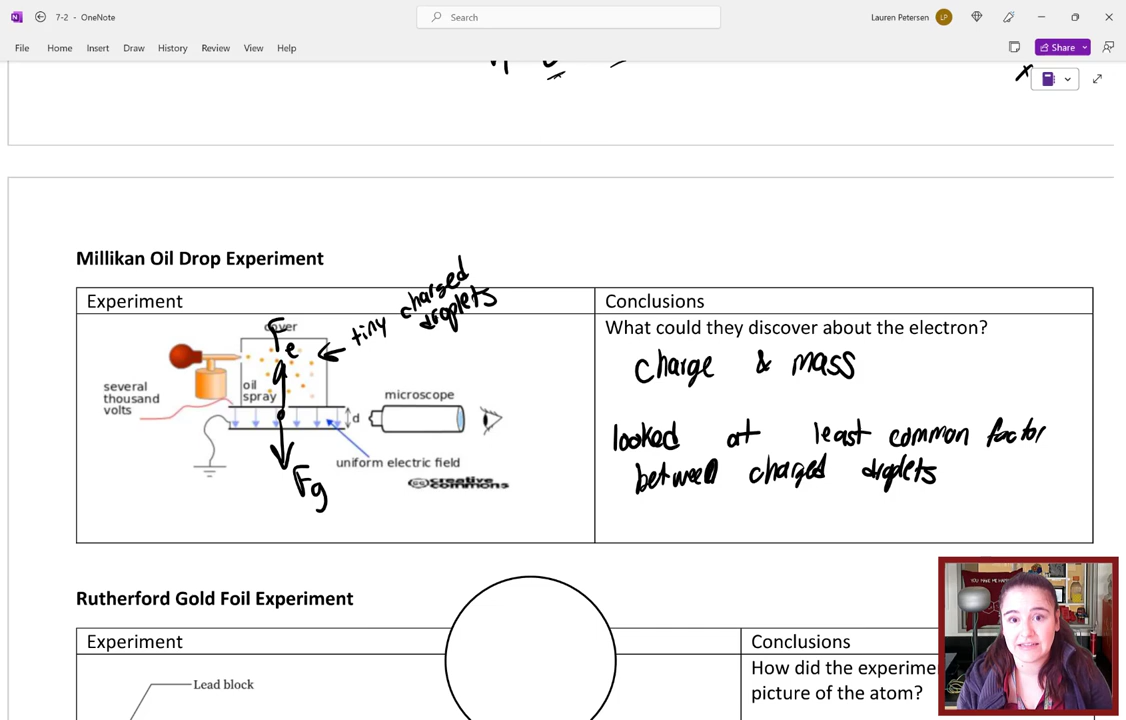 7-2 - OneNote
Search
Lauren Petersen
LP
File Home Insert Draw History Review View Help
Share
Millikan Oil Drop Experiment
Experiment
Conclusions
cover
Fe
tiny charged
droplets
several
thousand
volts
oil
spray
d
microscope
uniform electric field
creative
commons
Fg
What could they discover about the electron?
charge & mass
looked at least common factor
between charged droplets
Rutherford Gold Foil Experiment
Experiment
Conclusions
Lead block
How did the experime
picture of the atom?